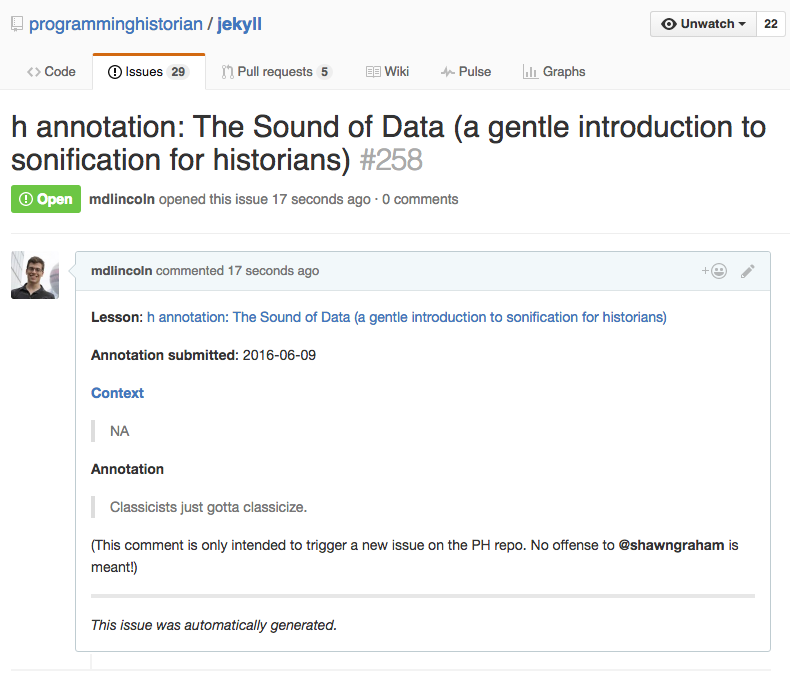 programminghistorian / jekyll
Unwatch 22
Code
Issues 29
Pull requests 5
Wiki
Pulse
Graphs
h annotation: The Sound of Data (a gentle introduction to
sonification for historians) #258
Open mdlincoln opened this issue 17 seconds ago · 0 comments
mdlincoln commented 17 seconds ago
Lesson: h annotation: The Sound of Data (a gentle introduction to sonification for historians)
Annotation submitted: 2016-06-09
Context
NA
Annotation
Classicists just gotta classicize.
(This comment is only intended to trigger a new issue on the PH repo. No offense to @shawngraham is
meant!)
This issue was automatically generated.